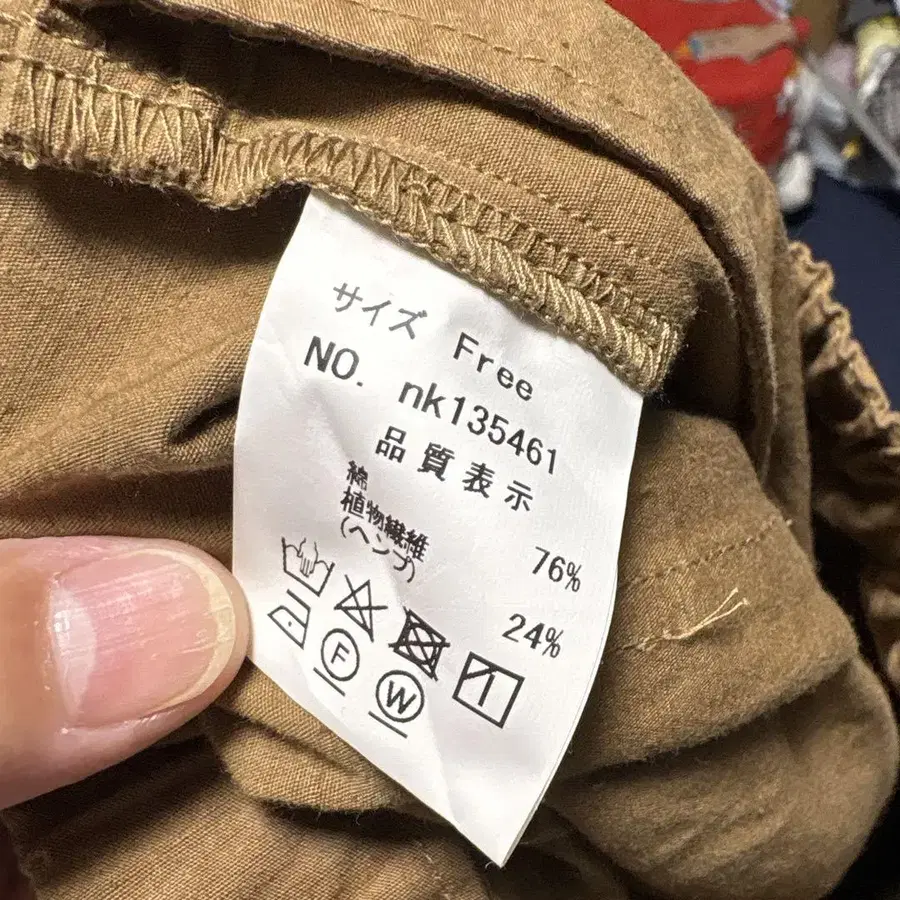 サイズ Free
NO. nk135461
品質表示
綿 76%
植物繊維
(ヘンプ) 24%
F
W